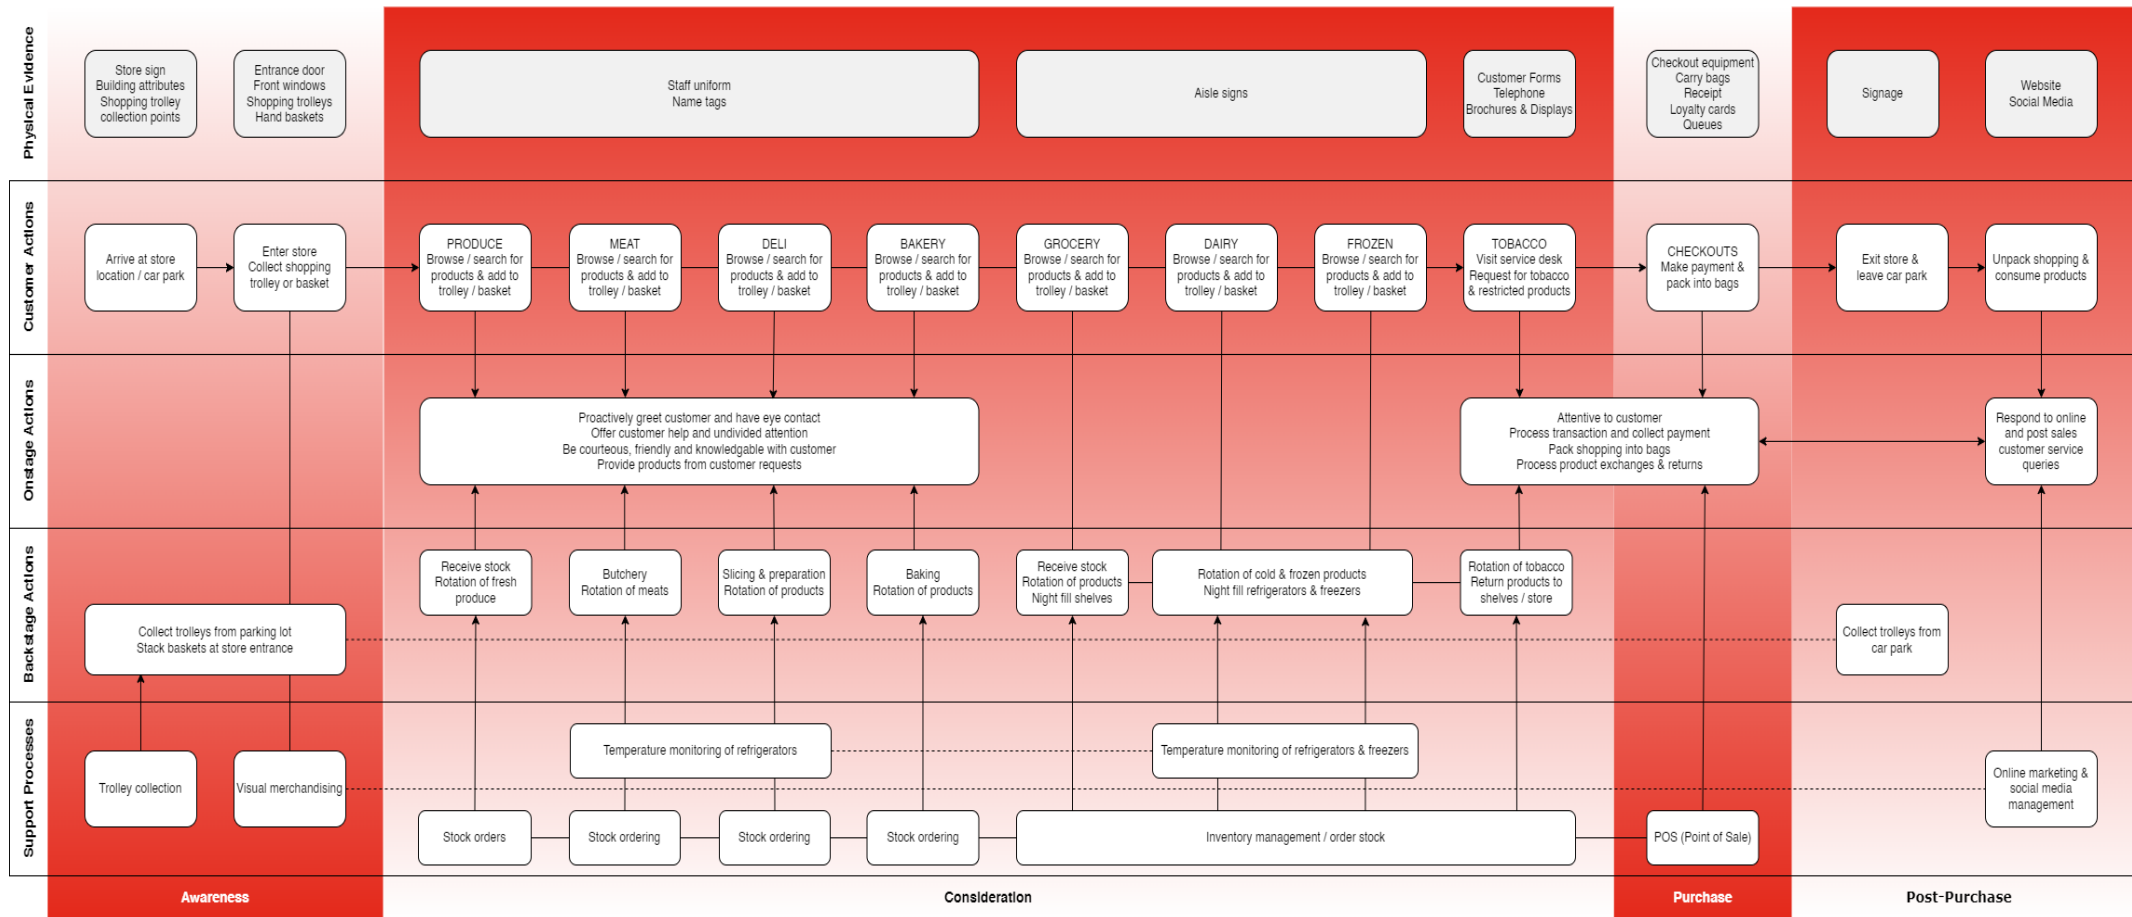 Physical Evidence
Store sign
Building attributes
Shopping trolley
collection points
Entrance door
Front windows
Shopping trolleys
Hand baskets
Staff uniform
Name tags
Aisle signs
Customer Forms
Telephone
Brochures & Displays
Checkout equipment
Carry bags
Receipt
Loyalty cards
Queues
Signage
Website
Social Media
Customer Actions
Arrive at store
location / car park
Enter store
Collect shopping
trolley or basket
PRODUCE
Browse / search for
products & add to
trolley / basket
MEAT
Browse / search for
products & add to
trolley / basket
DELI
Browse / search for
products & add to
trolley / basket
BAKERY
Browse / search for
products & add to
trolley / basket
GROCERY
Browse / search for
products & add to
trolley / basket
DAIRY
Browse / search for
products & add to
trolley / basket
FROZEN
Browse / search for
products & add to
trolley / basket
TOBACCO
Visit service desk
Request for tobacco
& restricted products
CHECKOUTS
Make payment &
pack into bags
Exit store &
leave car park
Unpack shopping &
consume products
Onstage Actions
Proactively greet customer and have eye contact
Offer customer help and undivided attention
Be courteous, friendly and knowledgable with customer
Provide products from customer requests
Attentive to customer
Process transaction and collect payment
Pack shopping into bags
Process product exchanges & returns
Respond to online
and post sales
customer service
queries
Backstage Actions
Collect trolleys from parking lot
Stack baskets at store entrance
Receive stock
Rotation of fresh
produce
Butchery
Rotation of meats
Slicing & preparation
Rotation of products
Baking
Rotation of products
Receive stock
Rotation of products
Night fill shelves
Rotation of cold & frozen products
Night fill refrigerators & freezers
Rotation of tobacco
Return products to
shelves / store
Collect trolleys from
car park
Support Processes
Trolley collection
Visual merchandising
Temperature monitoring of refrigerators
Temperature monitoring of refrigerators & freezers
Online marketing &
social media
management
Stock orders
Stock ordering
Stock ordering
Stock ordering
Inventory management / order stock
POS (Point of Sale)
Awareness
Consideration
Purchase
Post-Purchase